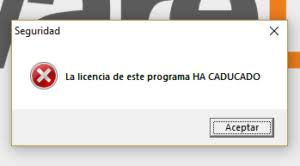 Seguridad
La licencia de este programa HA CADUCADO
Aceptar